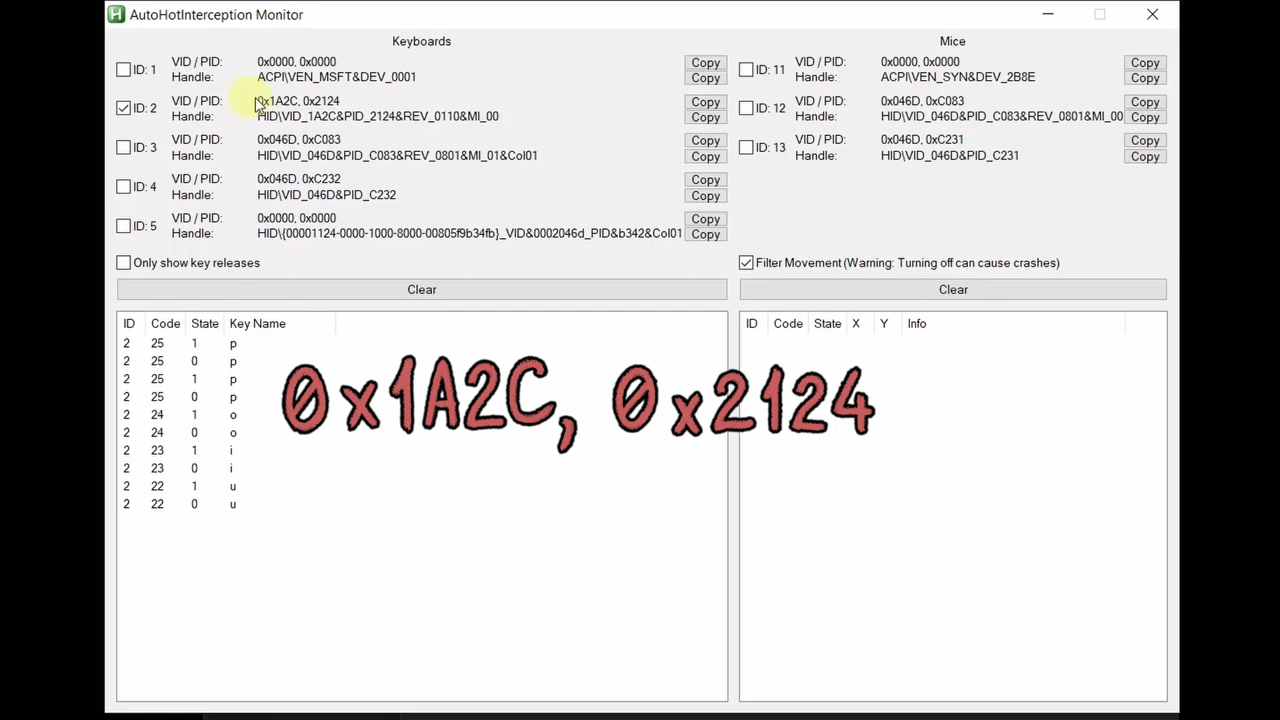 AutoHotInterception Monitor
Keyboards
ID: 1
VID / PID: 0x0000, 0x0000 Copy
Handle: ACPI\VEN_MSFT&DEV_0001 Copy
ID: 2
VID / PID: 0x1A2C, 0x2124 Copy
Handle: HID\VID_1A2C&PID_2124&REV_0110&MI_00 Copy
ID: 3
VID / PID: 0x046D, 0xC083 Copy
Handle: HID\VID_046D&PID_C083&REV_0801&MI_01&Col01 Copy
ID: 4
VID / PID: 0x046D, 0xC232 Copy
Handle: HID\VID_046D&PID_C232 Copy
ID: 5
VID / PID: 0x0000, 0x0000 Copy
Handle: HID\{00001124-0000-1000-8000-00805f9b34fb}_VID&0002046d_PID&b342&Col01 Copy
Only show key releases
Clear
ID Code State Key Name
2 25 1 p
2 25 0 p
2 25 1 p
2 25 0 p
2 24 1 o
2 24 0 o
2 23 1 i
2 23 0 i
2 22 1 u
2 22 0 u
Mice
ID: 11
VID / PID: 0x0000, 0x0000 Copy
Handle: ACPI\VEN_SYN&DEV_2B8E Copy
ID: 12
VID / PID: 0x046D, 0xC083 Copy
Handle: HID\VID_046D&PID_C083&REV_0801&MI_00 Copy
ID: 13
VID / PID: 0x046D, 0xC231 Copy
Handle: HID\VID_046D&PID_C231 Copy
Filter Movement (Warning: Turning off can cause crashes)
Clear
ID Code State X Y Info
0x1A2C, 0x2124